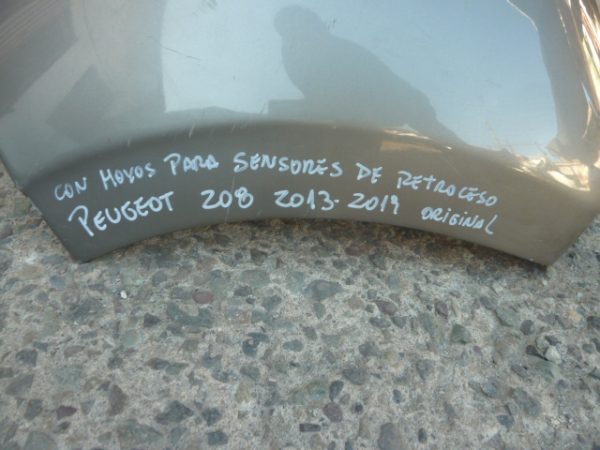 CON HOYOS PARA SENSORES DE RETROCESO
PEUGEOT 208 2013-2019 ORIGINAL